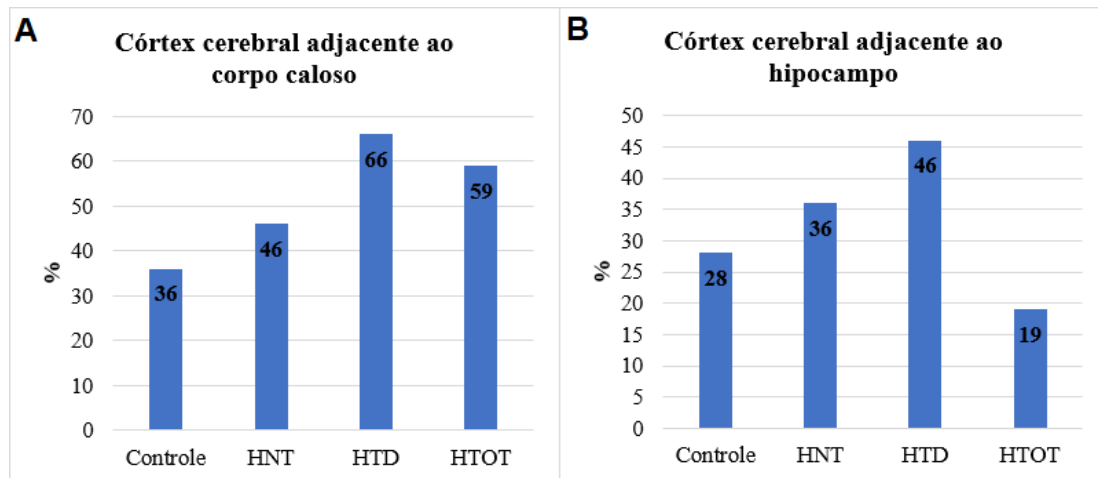 A
Córtex cerebral adjacente ao
corpo caloso
70
60
50
40
30
20
10
0
%
36
46
66
59
Controle
HNT
HTD
HTOT
B
Córtex cerebral adjacente ao
hipocampo
50
45
40
35
30
25
20
15
10
5
0
%
28
36
46
19
Controle
HNT
HTD
HTOT